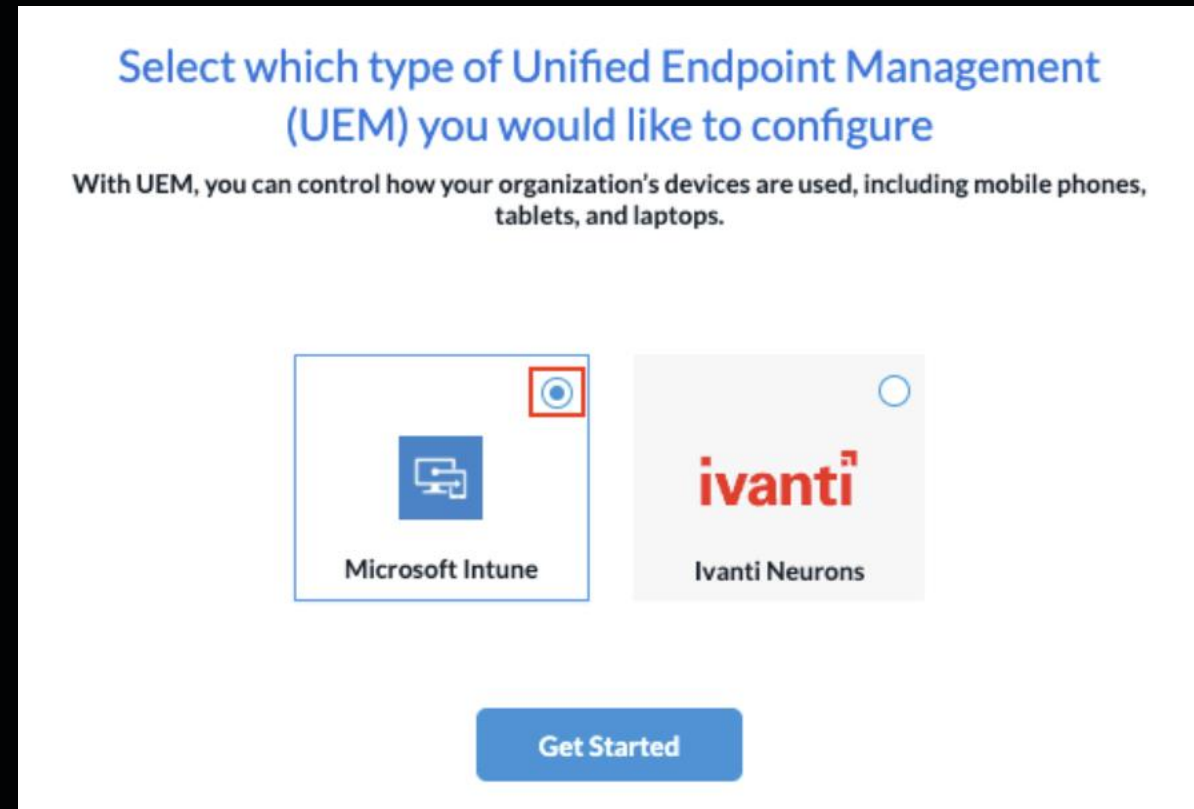 Select which type of Unified Endpoint Management
(UEM) you would like to configure
With UEM, you can control how your organization's devices are used, including mobile phones,
tablets, and laptops.
ivanti
Microsoft Intune
Ivanti Neurons
Get Started